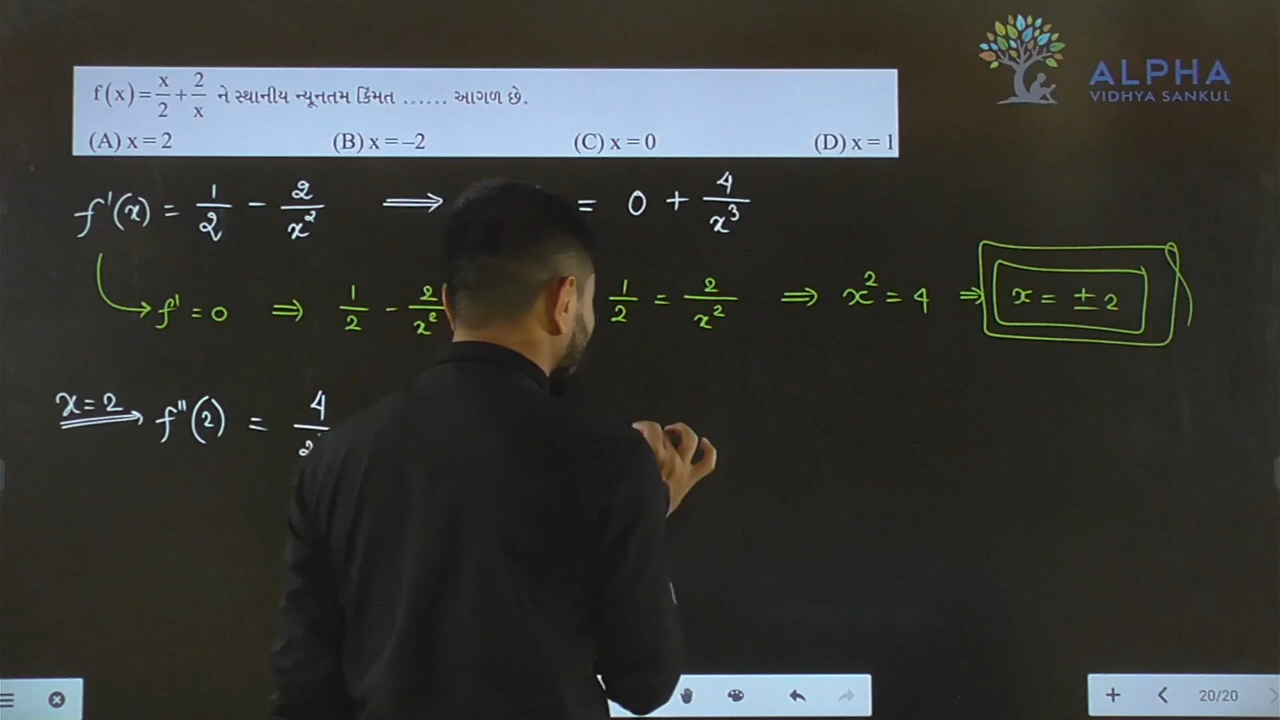 ALPHA
VIDHYA SANKUL
f(x) = x/2 + 2/x ને સ્થાનીય ન્યૂનતમ કિંમત ...... આગળ છે.
(A) x = 2 (B) x = –2 (C) x = 0 (D) x = 1
f'(x) = 1/2 - 2/x² ⟹ = 0 + 4/x³
f' = 0 ⟹ 1/2 - 2/x² 1/2 = 2/x² ⟹ x² = 4 ⟹ x = ± 2
x = 2 → f''(2) = 4
20/20